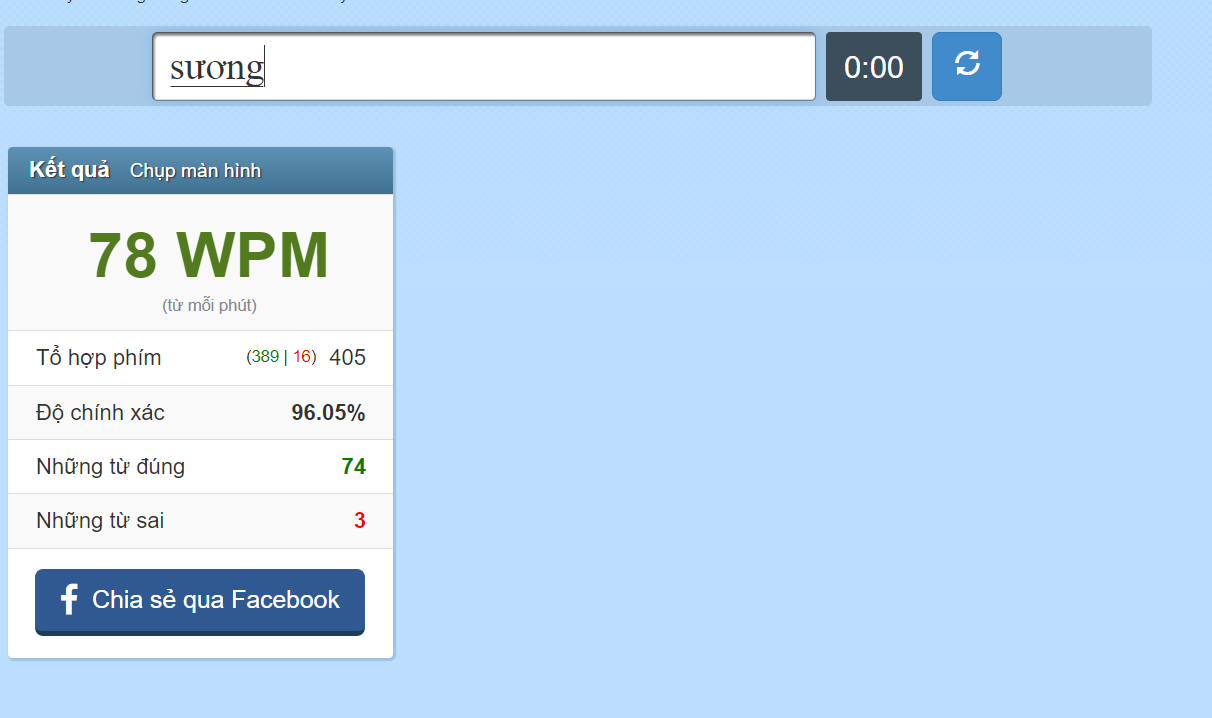 sương
0:00
Kết quả Chụp màn hình
78 WPM
(từ mỗi phút)
Tổ hợp phím (389 | 16) 405
Độ chính xác 96.05%
Những từ đúng 74
Những từ sai 3
Chia sẻ qua Facebook